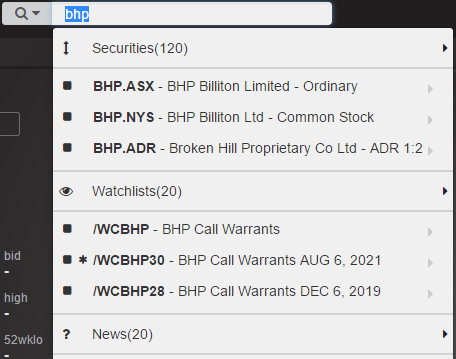 bhp
Securities(120)
BHP.ASX - BHP Billiton Limited - Ordinary
BHP.NYS - BHP Billiton Ltd - Common Stock
BHP.ADR - Broken Hill Proprietary Co Ltd - ADR 1:2
Watchlists(20)
/WCBHP - BHP Call Warrants
bid
-
* /WCBHP30 - BHP Call Warrants AUG 6, 2021
/WCBHP28 - BHP Call Warrants DEC 6, 2019
high
-
? News(20)
52wklo
-